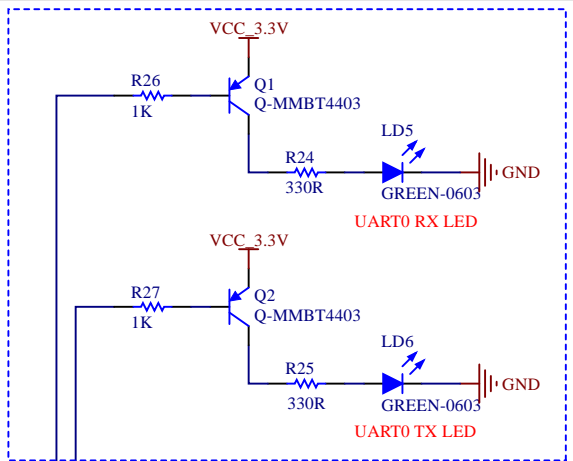 VCC_3.3V
R26
1K
Q1
Q-MMBT4403
LD5
R24
330R
GND
GREEN-0603
UART0 RX LED
VCC_3.3V
R27
1K
Q2
Q-MMBT4403
LD6
R25
330R
GND
GREEN-0603
UART0 TX LED